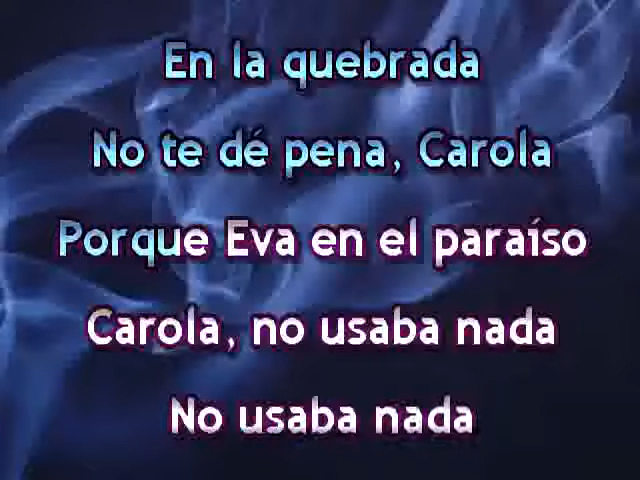 En la quebrada
No te dé pena, Carola
Porque Eva en el paraíso
Carola, no usaba nada
No usaba nada